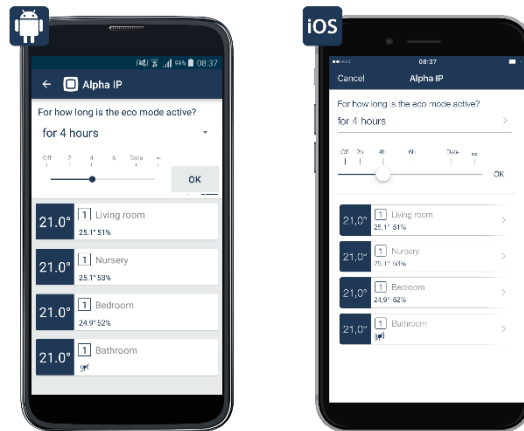 99% 08:37
Alpha IP
For how long is the eco mode active?
for 4 hours
Off 2 4 6 Date ∞
OK
21.0° 1 Living room
25.1° 51%
21.0° 1 Nursery
25.1° 53%
21.0° 1 Bedroom
24.9° 52%
21.0° 1 Bathroom
iOS
08:37
Cancel Alpha IP
For how long is the eco mode active?
for 4 hours
Off 2h 4h 6h Date ∞
OK
21,0° 1 Living room
25,1° 51%
21,0° 1 Nursery
25.1° 53%
21,0° 1 Bedroom
24,9° 52%
21,0° 1 Bathroom